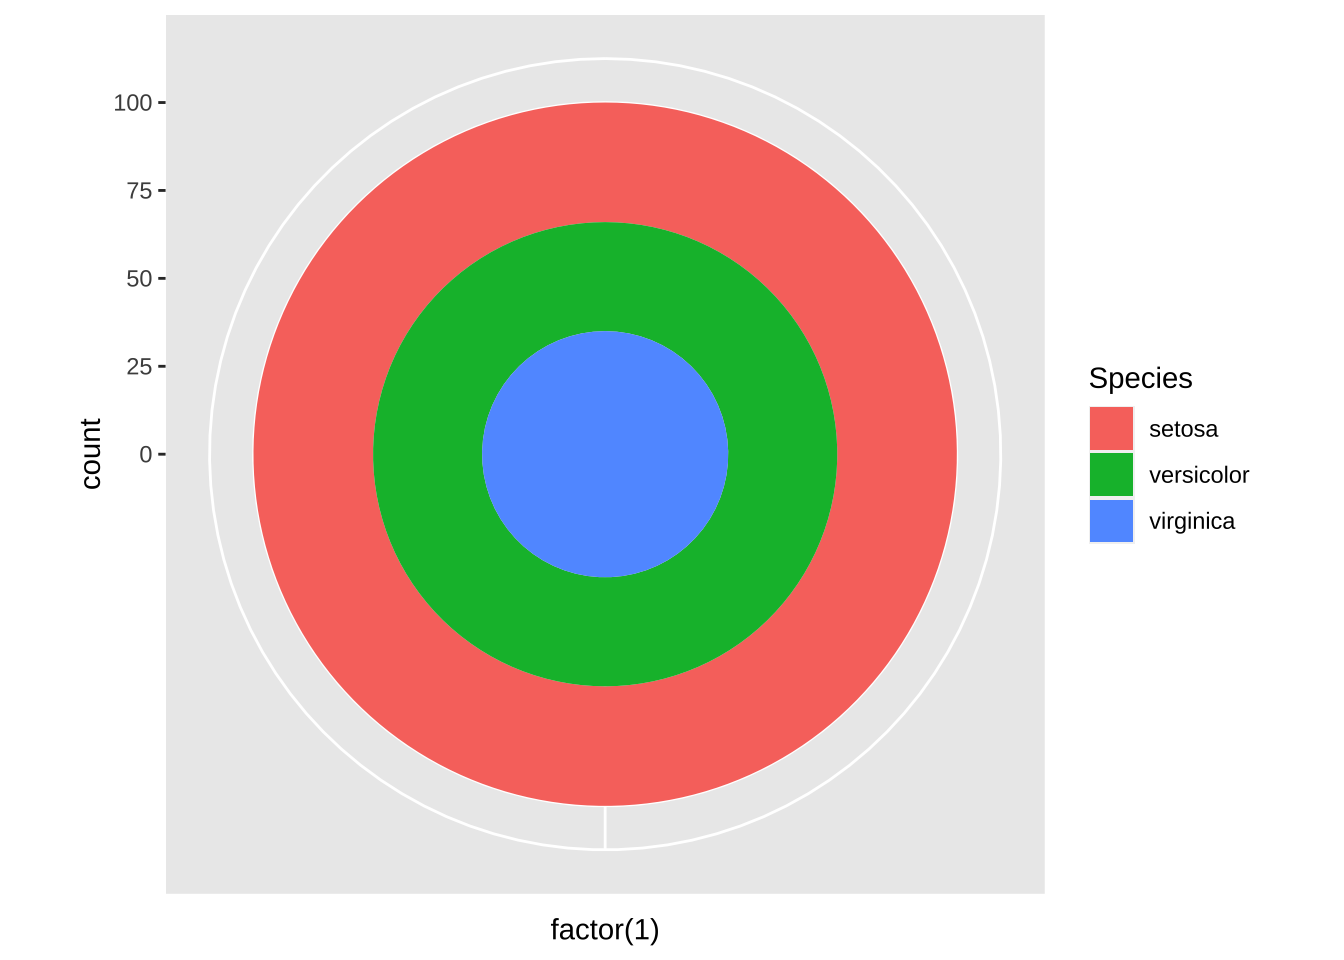 100
75
50
25
0
count
factor(1)
Species
setosa
versicolor
virginica